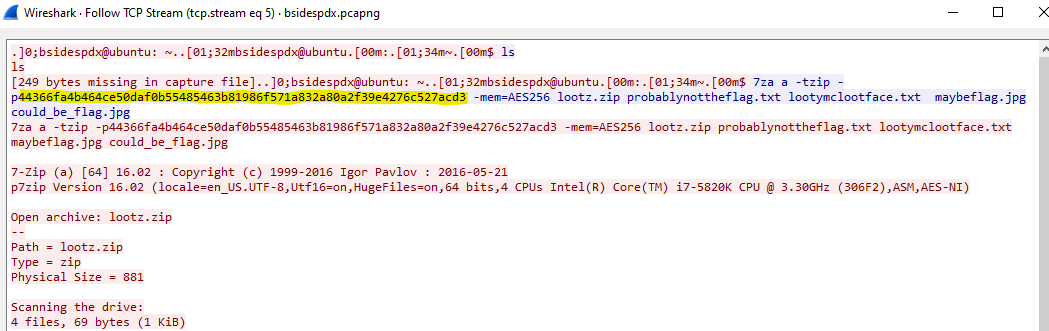 Wireshark · Follow TCP Stream (tcp.stream eq 5) · bsidespdx.pcapng
.]0;bsidespdx@ubuntu: ~..[01;32mbsidespdx@ubuntu.[00m:.[01;34m~.[00m$ ls
ls
[249 bytes missing in capture file]..]0;bsidespdx@ubuntu: ~..[01;32mbsidespdx@ubuntu.[00m:.[01;34m~.[00m$ 7za a -tzip -
p44366fa4b464ce50daf0b55485463b81986f571a832a80a2f39e4276c527acd3 -mem=AES256 lootz.zip probablynottheflag.txt lootymclootface.txt  maybeflag.jpg
could_be_flag.jpg
7za a -tzip -p44366fa4b464ce50daf0b55485463b81986f571a832a80a2f39e4276c527acd3 -mem=AES256 lootz.zip probablynottheflag.txt lootymclootface.txt
maybeflag.jpg could_be_flag.jpg
7-Zip (a) [64] 16.02 : Copyright (c) 1999-2016 Igor Pavlov : 2016-05-21
p7zip Version 16.02 (locale=en_US.UTF-8,Utf16=on,HugeFiles=on,64 bits,4 CPUs Intel(R) Core(TM) i7-5820K CPU @ 3.30GHz (306F2),ASM,AES-NI)
Open archive: lootz.zip
--
Path = lootz.zip
Type = zip
Physical Size = 881
Scanning the drive:
4 files, 69 bytes (1 KiB)